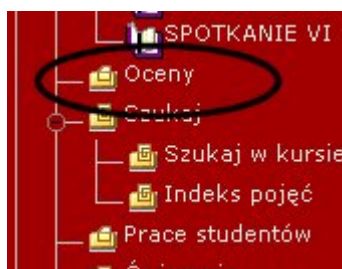 SPOTKANIE VI
Oceny
Szukaj
Szukaj w kursie
Indeks pojęć
Prace studentów